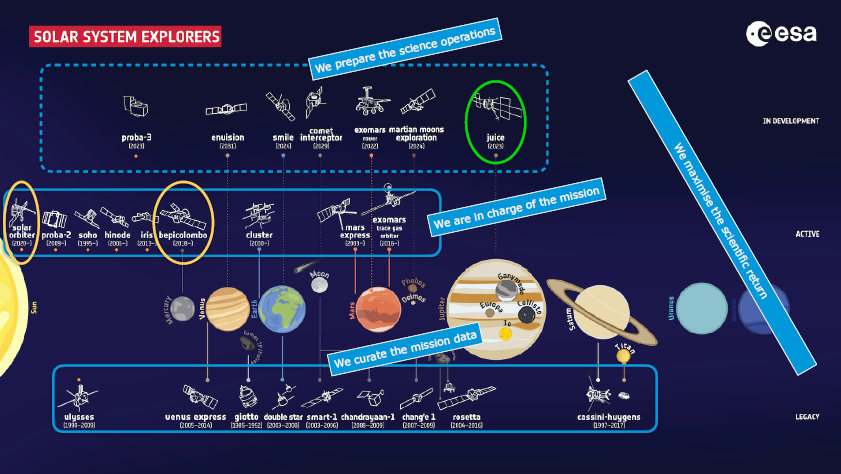 SOLAR SYSTEM EXPLORERS
We prepare the science operations
esa
proba-3
(2023)
envision
(2031)
smile
(2024)
comet
interceptor
(2029)
exomars
rover
(2022)
martian moons
exploration
(2024)
juice
(2023)
IN DEVELOPMENT
We maximise the scientific return
We are in charge of the mission
solar
orbiter
(2020-)
proba-2
(2009-)
soho
(1995-)
hinode
(2006-)
iris
(2013-
bepicolombo
(2018-)
cluster
(2000-)
mars
express
(2003-)
exomars
trace gas
orbiter
(2016-)
ACTIVE
Sun
Mercury
Venus
Earth
Moon
Mars
Phobos
Deimos
Jupiter
Ganymede
Europa
Callisto
Io
Saturn
Titan
Uranus
We curate the mission data
ulysses
(1990-2009)
venus express
(2005-2014)
giotto
(1985-1992)
double star
(2003-2008)
smart-1
(2003-2006)
chandrayaan-1
(2008-2009)
chang'e 1
(2007-2009)
rosetta
(2004-2016)
cassini-huygens
(1997-2017)
LEGACY